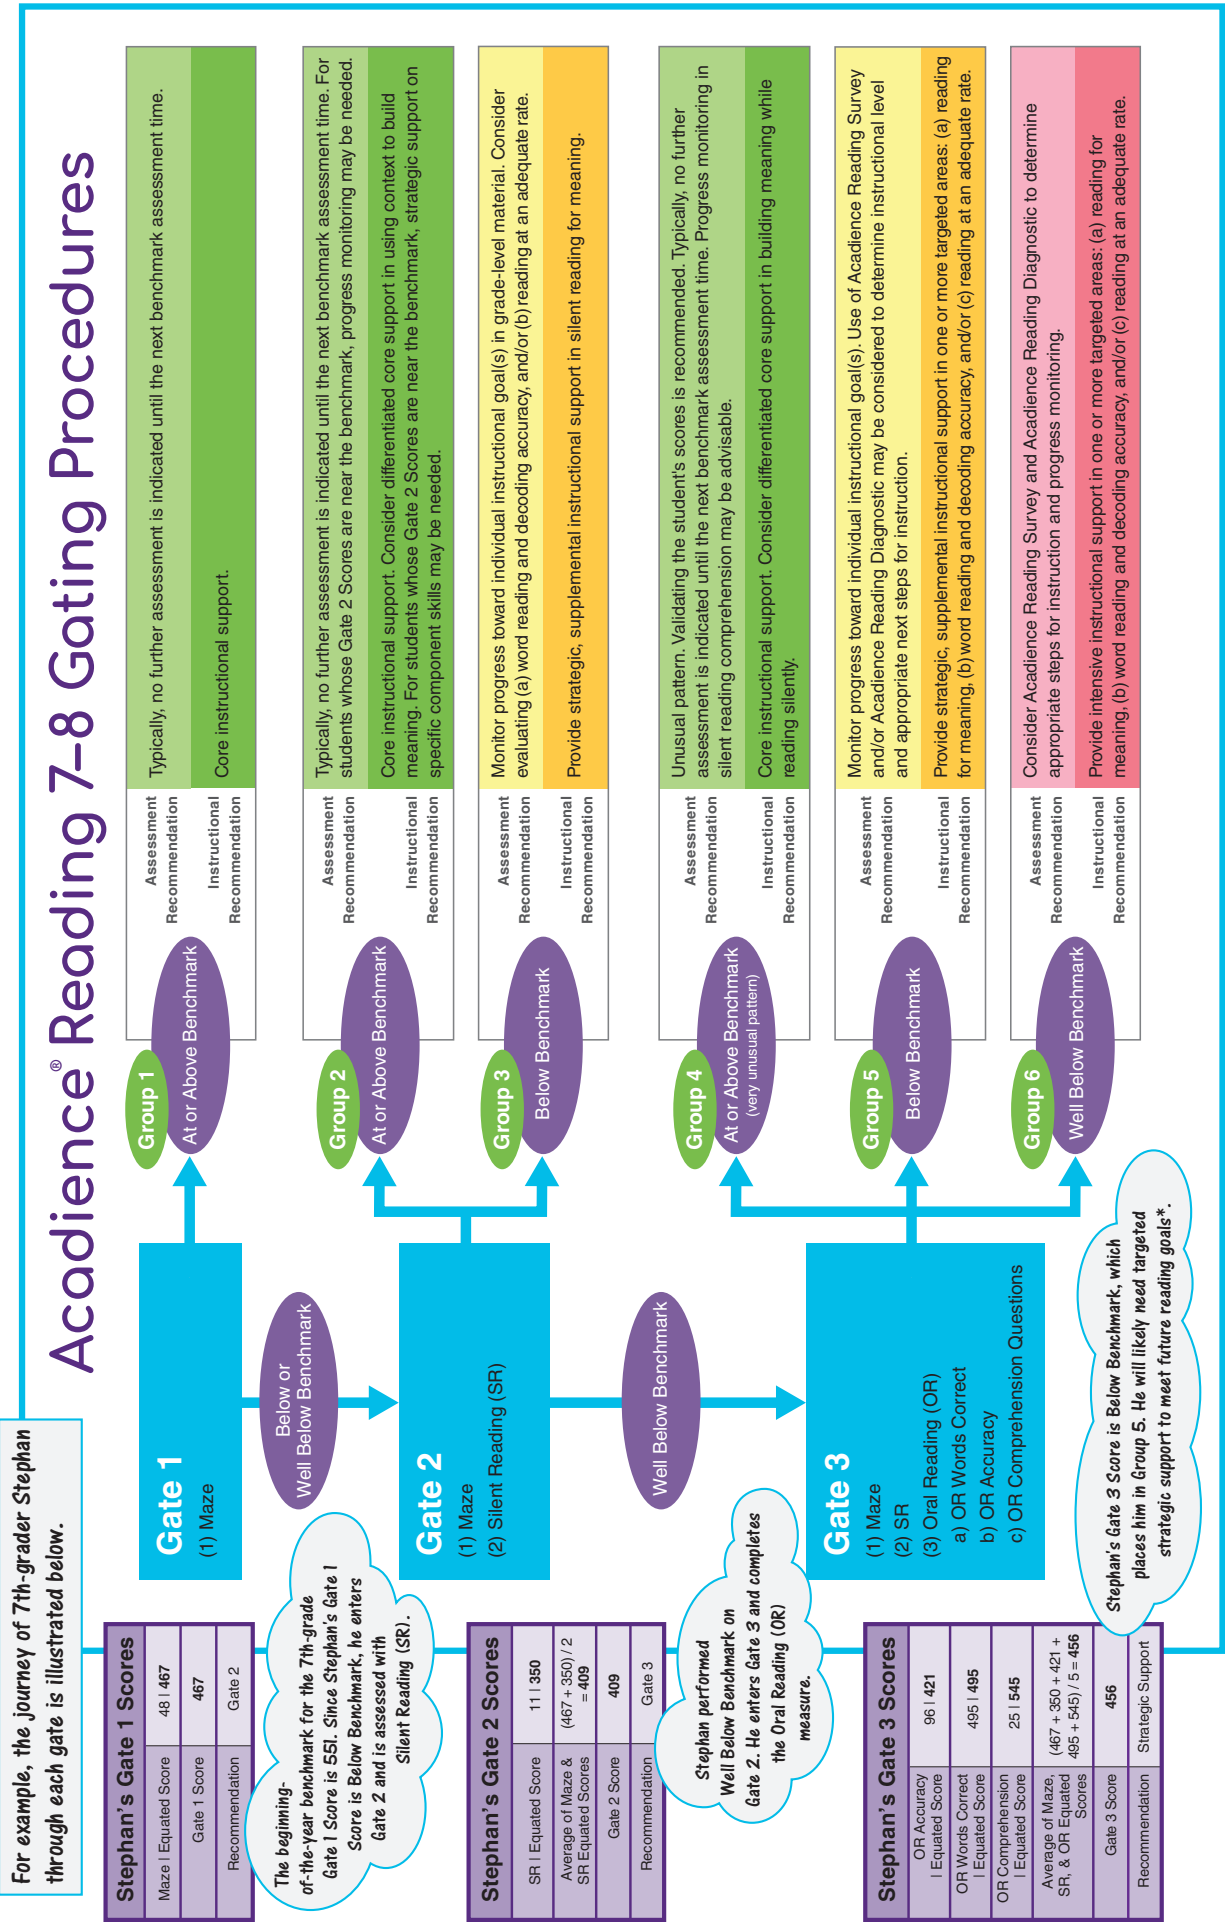 For example, the journey of 7th-grader Stephan
through each gate is illustrated below.
Acadience® Reading 7–8 Gating Procedures
Stephan's Gate 1 Scores
Maze | Equated Score
48 | 467
Gate 1 Score
467
Recommendation
Gate 2
The beginning-
of-the-year benchmark for the 7th-grade
Gate 1 Score is 551. Since Stephan's Gate 1
Score is Below Benchmark, he enters
Gate 2 and is assessed with
Silent Reading (SR).
Gate 1
(1) Maze
Below or
Well Below Benchmark
Group 1
At or Above Benchmark
Assessment
Recommendation
Typically, no further assessment is indicated until the next benchmark assessment time.
Instructional
Recommendation
Core instructional support.
Stephan's Gate 2 Scores
SR | Equated Score
11 | 350
Average of Maze &
SR Equated Scores
(467 + 350) / 2
= 409
Gate 2 Score
409
Recommendation
Gate 3
Stephan performed
Well Below Benchmark on
Gate 2. He enters Gate 3 and completes
the Oral Reading (OR)
measure.
Gate 2
(1) Maze
(2) Silent Reading (SR)
Well Below Benchmark
Group 2
At or Above Benchmark
Assessment
Recommendation
Typically, no further assessment is indicated until the next benchmark assessment time. For
students whose Gate 2 Scores are near the benchmark, progress monitoring may be needed.
Instructional
Recommendation
Core instructional support. Consider differentiated core support in using context to build
meaning. For students whose Gate 2 Scores are near the benchmark, strategic support on
specific component skills may be needed.
Group 3
Below Benchmark
Assessment
Recommendation
Monitor progress toward individual instructional goal(s) in grade-level material. Consider
evaluating (a) word reading and decoding accuracy, and/or (b) reading at an adequate rate.
Instructional
Recommendation
Provide strategic, supplemental instructional support in silent reading for meaning.
Stephan's Gate 3 Scores
OR Accuracy
| Equated Score
96 | 421
OR Words Correct
| Equated Score
495 | 495
OR Comprehension
| Equated Score
25 | 545
Average of Maze,
SR, & OR Equated
Scores
(467 + 350 + 421 +
495 + 545) / 5 = 456
Gate 3 Score
456
Recommendation
Strategic Support
Stephan's Gate 3 Score is Below Benchmark, which
places him in Group 5. He will likely need targeted
strategic support to meet future reading goals*.
Gate 3
(1) Maze
(2) SR
(3) Oral Reading (OR)
a) OR Words Correct
b) OR Accuracy
c) OR Comprehension Questions
Group 4
At or Above Benchmark
(very unusual pattern)
Assessment
Recommendation
Unusual pattern. Validating the student's scores is recommended. Typically, no further
assessment is indicated until the next benchmark assessment time. Progress monitoring in
silent reading comprehension may be advisable.
Instructional
Recommendation
Core instructional support. Consider differentiated core support in building meaning while
reading silently.
Group 5
Below Benchmark
Assessment
Recommendation
Monitor progress toward individual instructional goal(s). Use of Acadience Reading Survey
and/or Acadience Reading Diagnostic may be considered to determine instructional level
and appropriate next steps for instruction.
Instructional
Recommendation
Provide strategic, supplemental instructional support in one or more targeted areas: (a) reading
for meaning, (b) word reading and decoding accuracy, and/or (c) reading at an adequate rate.
Group 6
Well Below Benchmark
Assessment
Recommendation
Consider Acadience Reading Survey and Acadience Reading Diagnostic to determine
appropriate steps for instruction and progress monitoring.
Instructional
Recommendation
Provide intensive instructional support in one or more targeted areas: (a) reading for
meaning, (b) word reading and decoding accuracy, and/or (c) reading at an adequate rate.